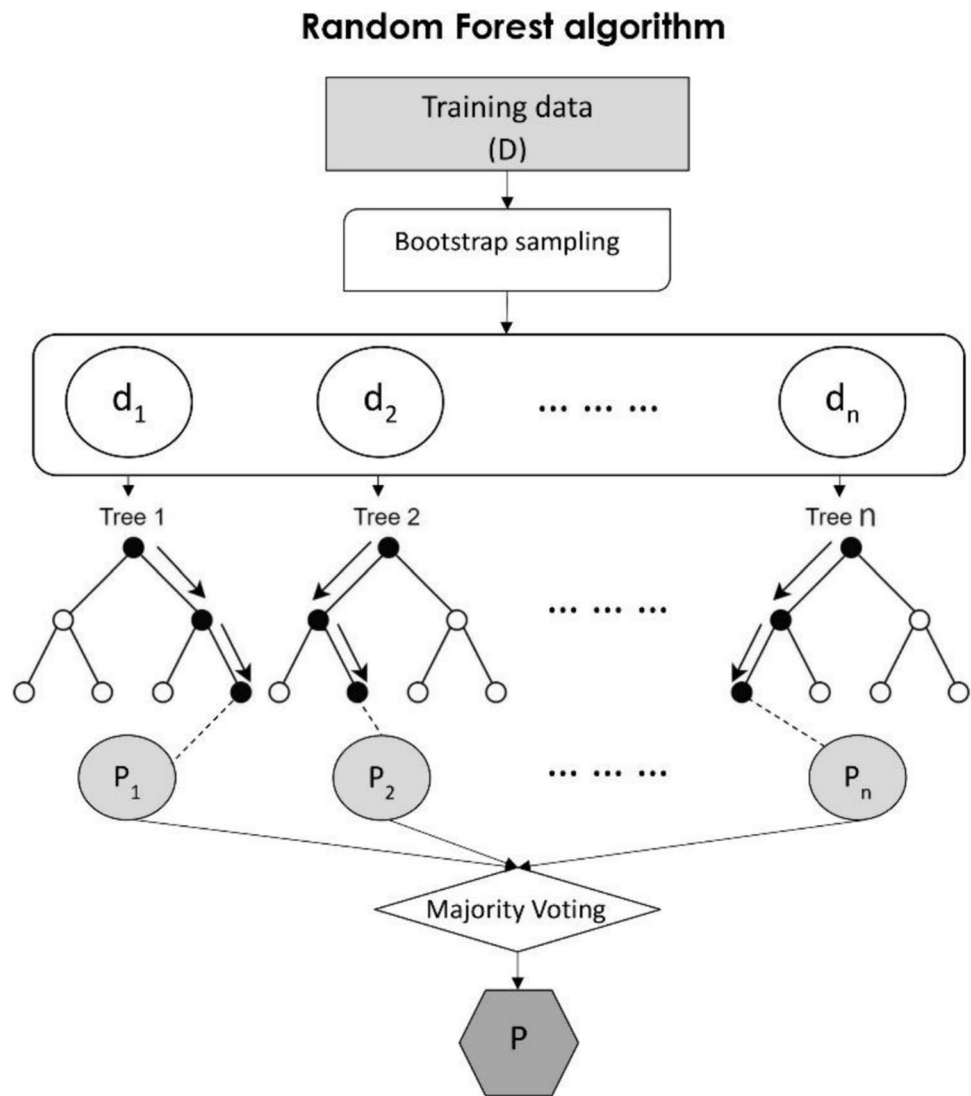 Random Forest algorithm
Training data
(D)
Bootstrap sampling
d₁ d₂ ... ... ... dₙ
Tree 1 Tree 2 Tree n
... ... ...
P₁ P₂ ... ... ... Pₙ
Majority Voting
P